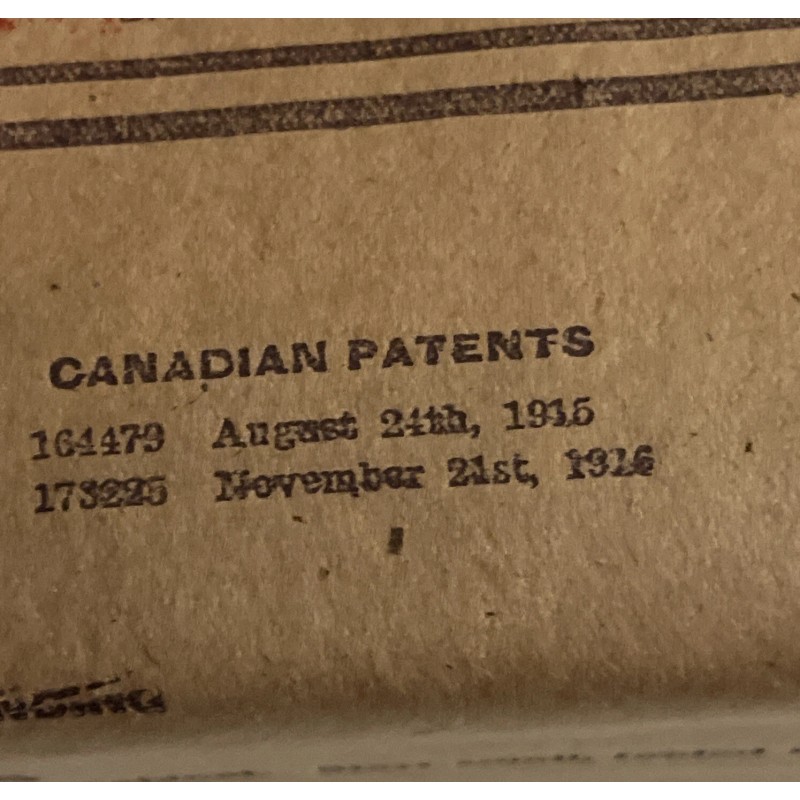 CANADIAN PATENTS
164479 August 24th, 1915
173225 November 21st, 1916